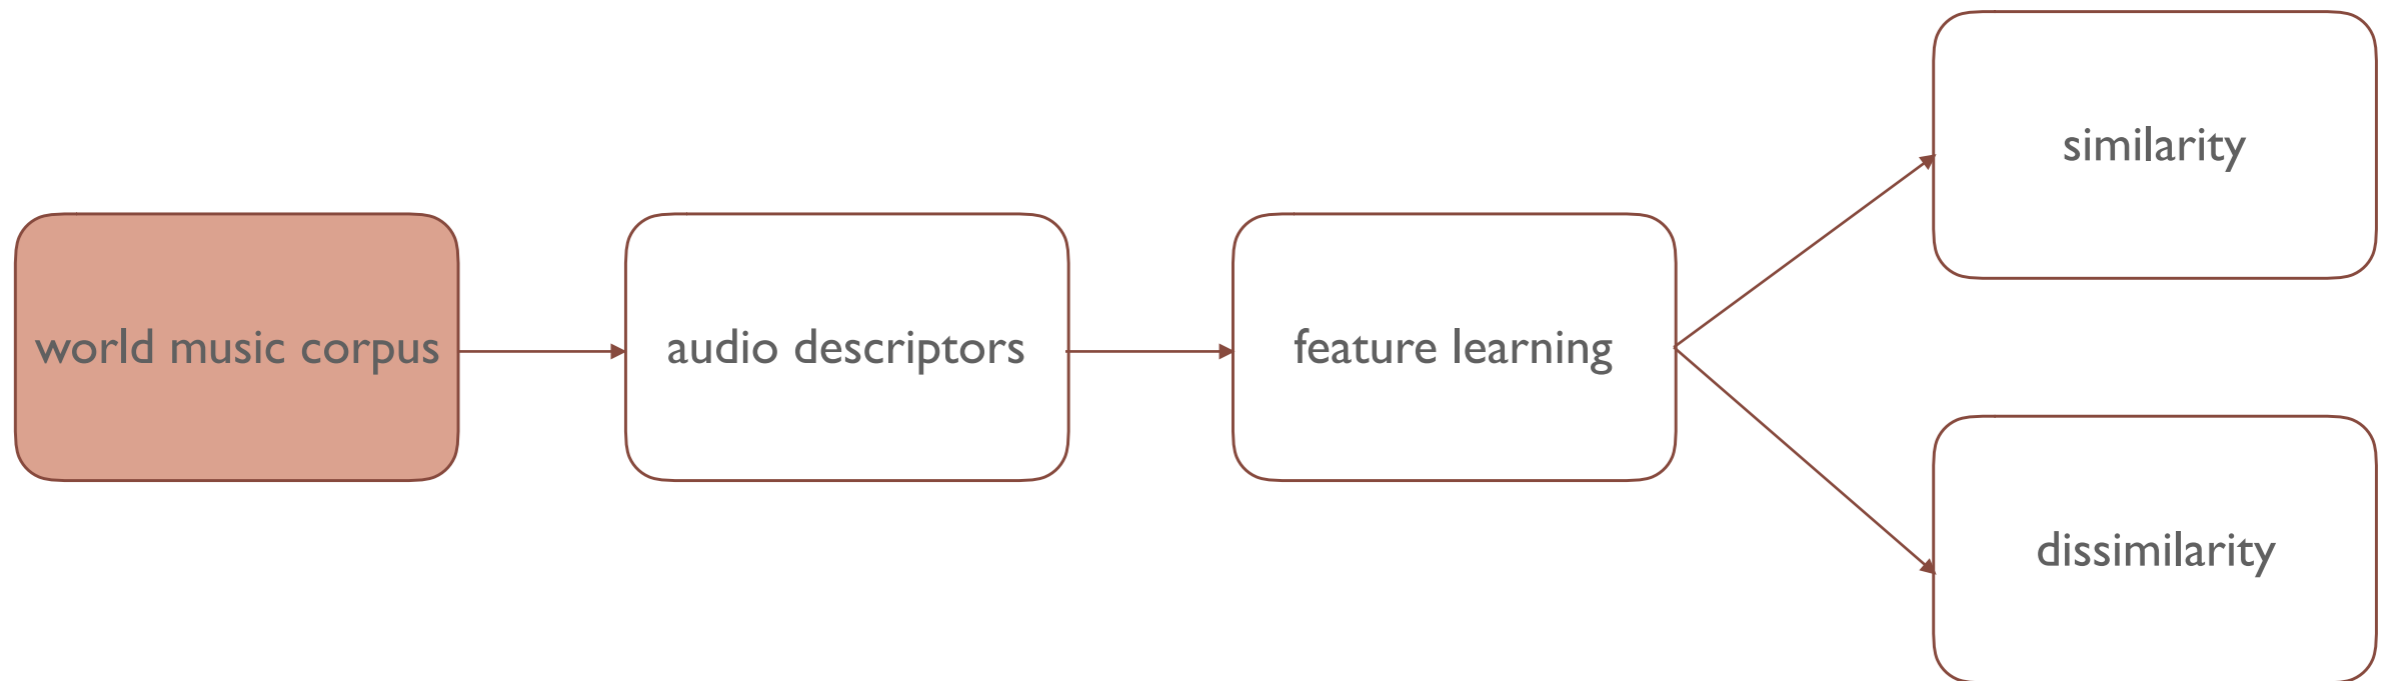 world music corpus
audio descriptors
feature learning
similarity
dissimilarity